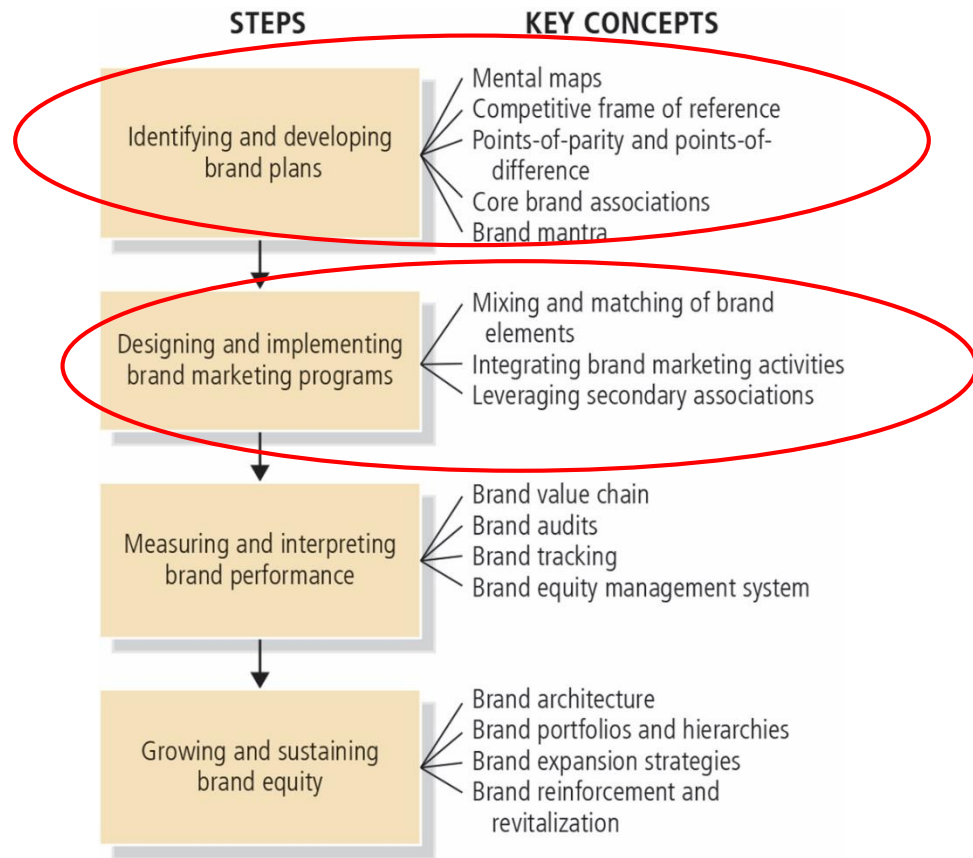 STEPS
KEY CONCEPTS
Identifying and developing
brand plans
Mental maps
Competitive frame of reference
Points-of-parity and points-of-
difference
Core brand associations
Brand mantra
Designing and implementing
brand marketing programs
Mixing and matching of brand
elements
Integrating brand marketing activities
Leveraging secondary associations
Measuring and interpreting
brand performance
Brand value chain
Brand audits
Brand tracking
Brand equity management system
Growing and sustaining
brand equity
Brand architecture
Brand portfolios and hierarchies
Brand expansion strategies
Brand reinforcement and
revitalization